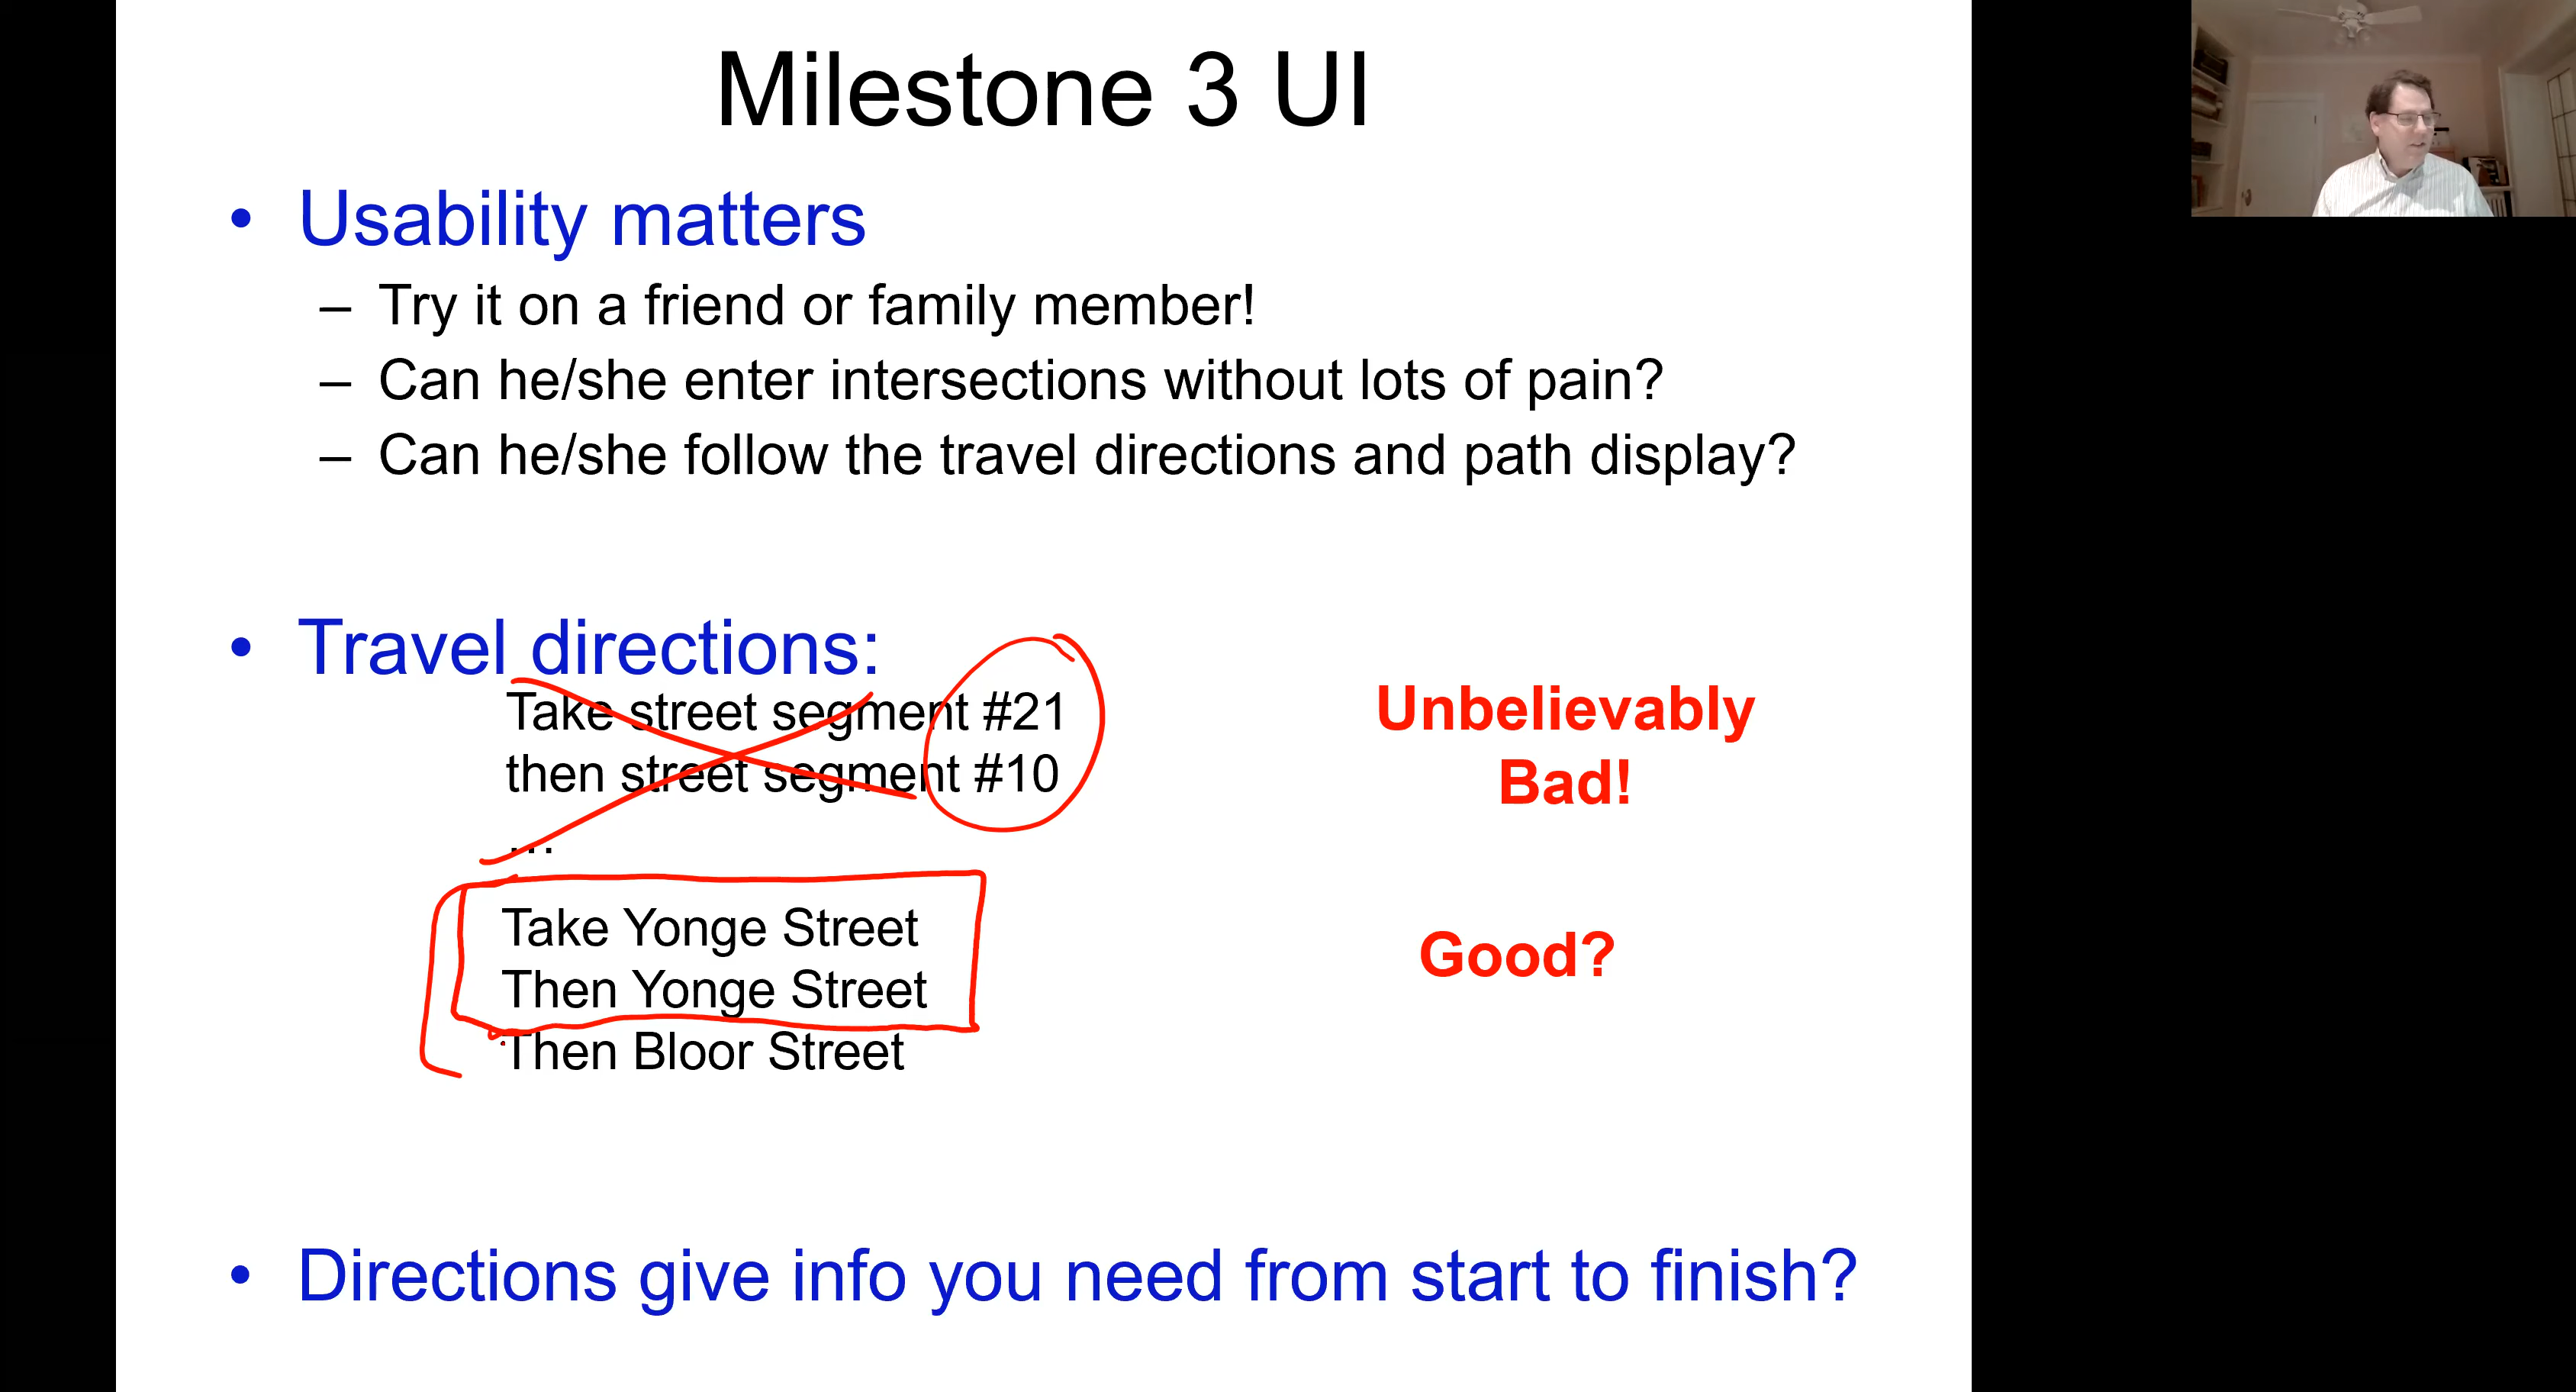 Milestone 3 UI
• Usability matters
– Try it on a friend or family member!
– Can he/she enter intersections without lots of pain?
– Can he/she follow the travel directions and path display?
• Travel directions:
Take street segment #21
then street segment #10
...
Unbelievably
Bad!
Take Yonge Street
Then Yonge Street
Then Bloor Street
Good?
• Directions give info you need from start to finish?